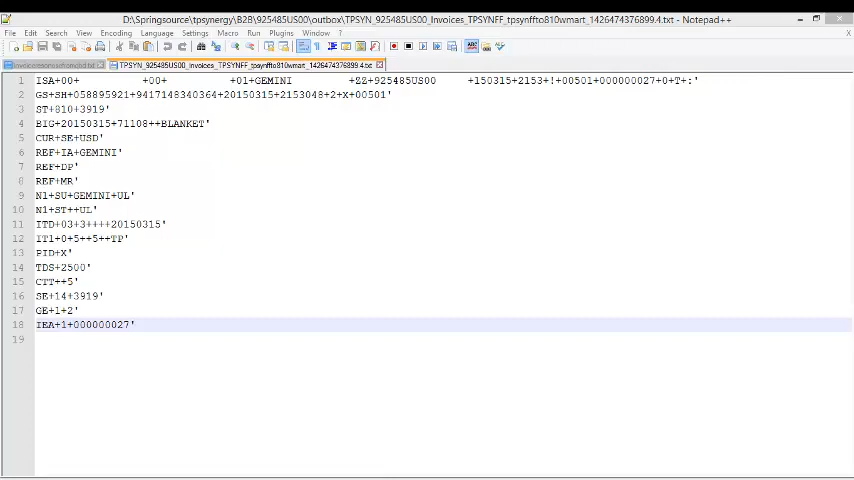 D:\Springsource\tpsynergy\B2B\925485US00\outbox\TPSYN_925485US00_Invoices_TPSYNFF_tpsynffto810wmart_1426474376899.4.txt - Notepad++
File Edit Search View Encoding Language Settings Macro Run Plugins Window ?
TPSYN_925485US00_Invoices_TPSYNFF_tpsynffto810wmart_1426474376899.4.txt
1 ISA+00+ +00+ +01+GEMINI +ZZ+925485US00 +150315+2153+!+00501+000000027+0+T+:'
2 GS+SH+058895921+9417148340364+20150315+2153048+2+X+00501'
3 ST+810+3919'
4 BIG+20150315+71108++BLANKET'
5 CUR+SE+USD'
6 REF+IA+GEMINI'
7 REF+DP'
8 REF+MR'
9 N1+SU+GEMINI+UL'
10 N1+ST++UL'
11 ITD+03+3++++20150315'
12 IT1+0+5++5++TP'
13 PID+X'
14 TDS+2500'
15 CTT++5'
16 SE+14+3919'
17 GE+1+2'
18 IEA+1+000000027'
19